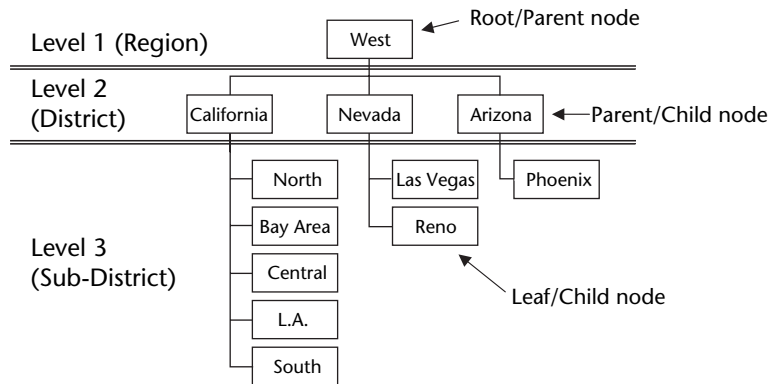 Root/Parent node
Level 1 (Region)
West
Level 2
(District)
California
Nevada
Arizona
Parent/Child node
North
Las Vegas
Phoenix
Bay Area
Reno
Level 3
(Sub-District)
Central
Leaf/Child node
L.A.
South